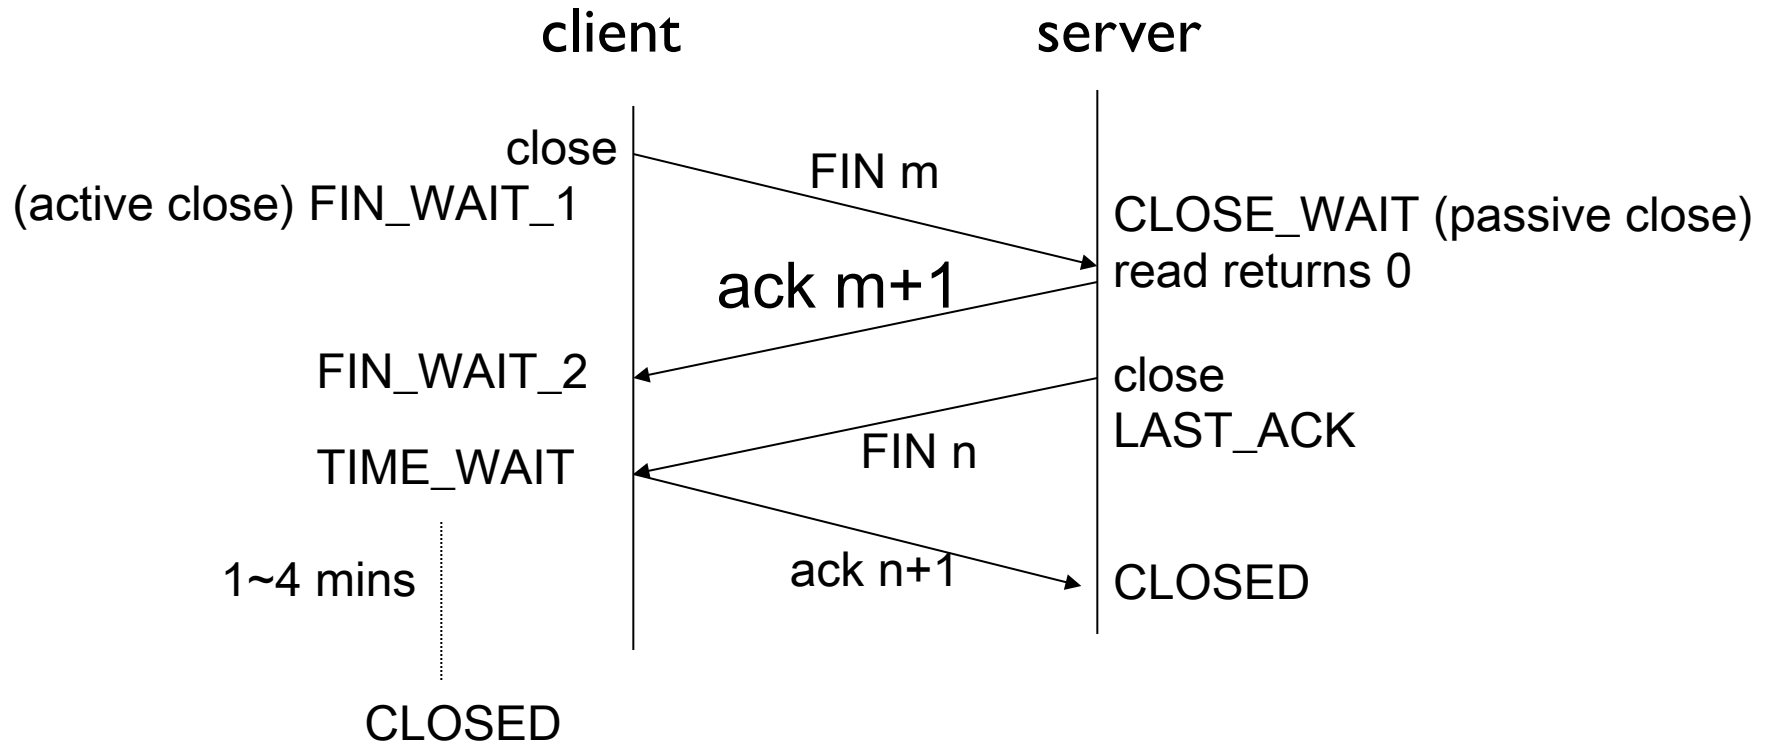 client
server
close
(active close) FIN_WAIT_1
FIN m
CLOSE_WAIT (passive close)
read returns 0
ack m+1
FIN_WAIT_2
close
LAST_ACK
FIN n
TIME_WAIT
1~4 mins
ack n+1
CLOSED
CLOSED